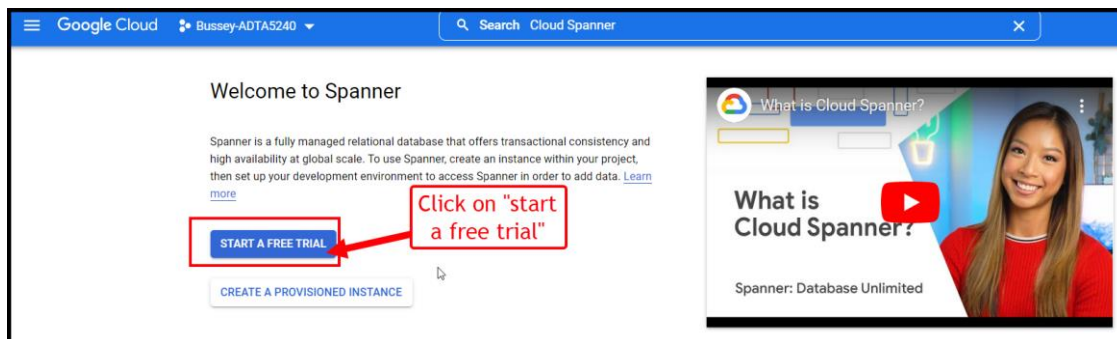 Google Cloud Bussey-ADTA5240 Search Cloud Spanner
Welcome to Spanner
Spanner is a fully managed relational database that offers transactional consistency and
high availability at global scale. To use Spanner, create an instance within your project,
then set up your development environment to access Spanner in order to add data. Learn
more
START A FREE TRIAL
Click on "start
a free trial"
CREATE A PROVISIONED INSTANCE
What is Cloud Spanner?
What is
Cloud Spanner?
Spanner: Database Unlimited